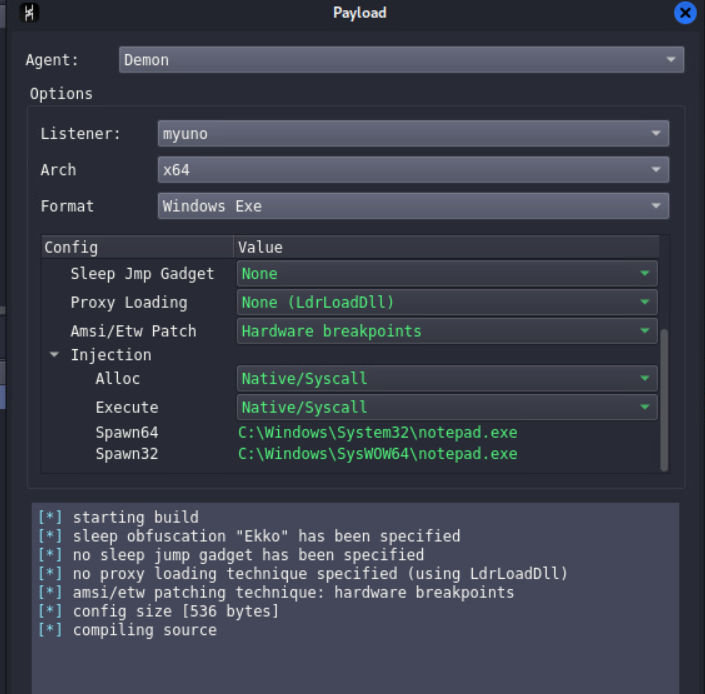 Payload
Agent: Demon
Options
Listener: myuno
Arch x64
Format Windows Exe
Config Value
Sleep Jmp Gadget None
Proxy Loading None (LdrLoadDll)
Amsi/Etw Patch Hardware breakpoints
Injection
Alloc Native/Syscall
Execute Native/Syscall
Spawn64 C:\Windows\System32\notepad.exe
Spawn32 C:\Windows\SysWOW64\notepad.exe
[*] starting build
[*] sleep obfuscation "Ekko" has been specified
[*] no sleep jump gadget has been specified
[*] no proxy loading technique specified (using LdrLoadDll)
[*] amsi/etw patching technique: hardware breakpoints
[*] config size [536 bytes]
[*] compiling source